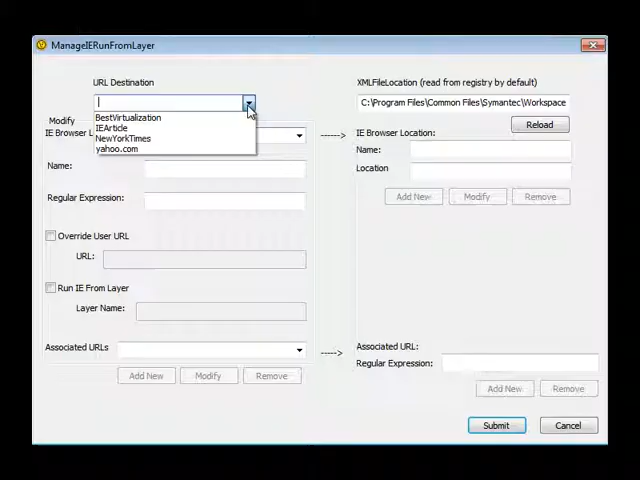 ManageIERunFromLayer
URL Destination
BestVirtualization
IEArticle
NewYorkTimes
yahoo.com
Modify
IE Browser L
Name:
Regular Expression:
Override User URL
URL:
Run IE From Layer
Layer Name:
Associated URLs
Add New
Modify
Remove
----->
----->
XMLFileLocation (read from registry by default)
C:\Program Files\Common Files\Symantec\Workspace
Reload
IE Browser Location:
Name:
Location
Add New
Modify
Remove
Associated URL:
Regular Expression:
Add New
Remove
Submit
Cancel